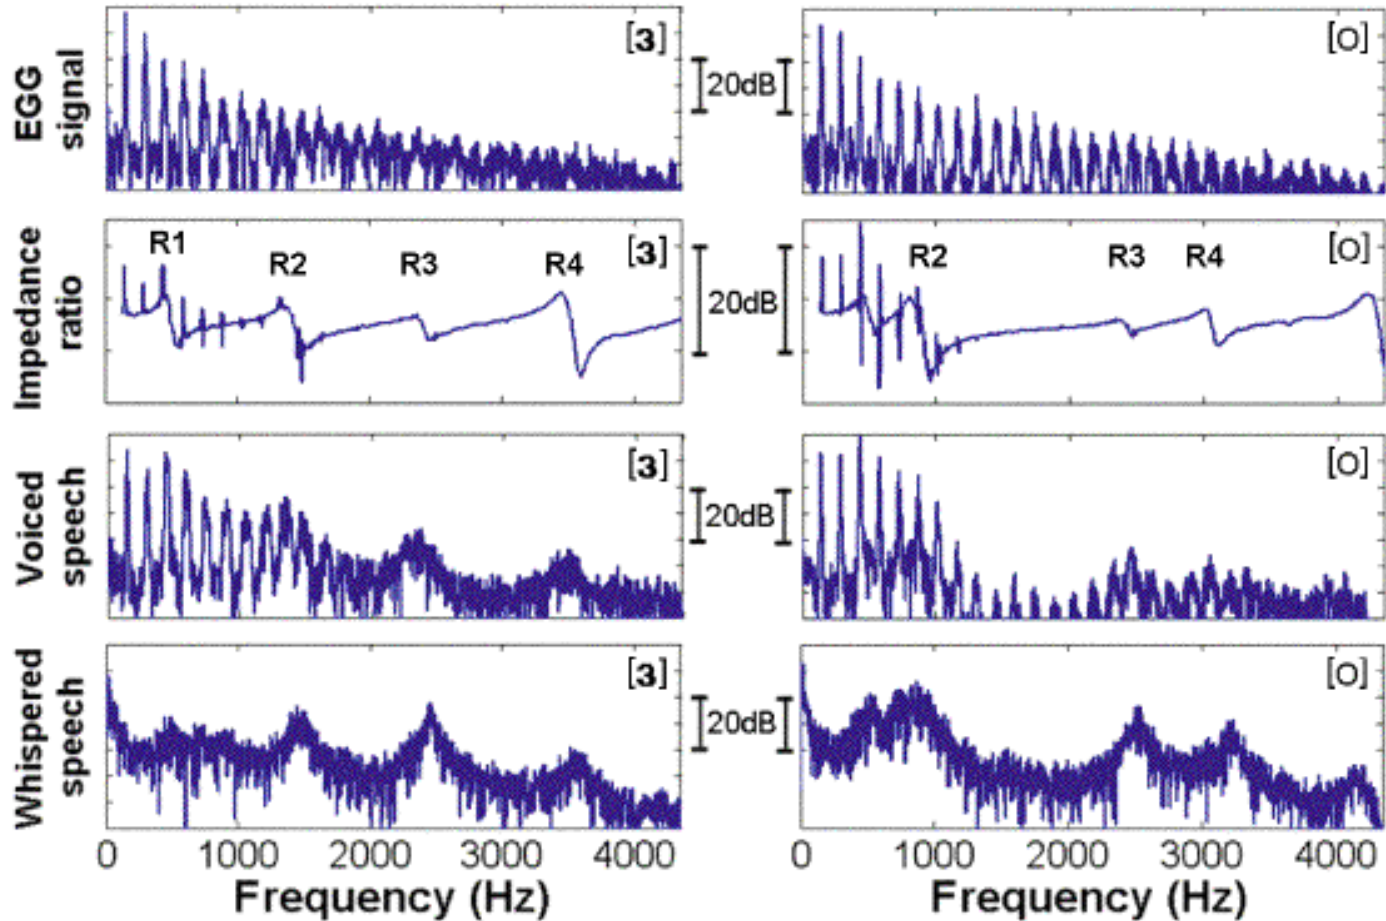 EGG
signal
[3]
20dB
[O]
Impedance
ratio
R1
R2
R3
R4
[3]
20dB
R2
R3
R4
[O]
Voiced
speech
[3]
20dB
[O]
Whispered
speech
[3]
20dB
[O]
0 1000 2000 3000 4000
0 1000 2000 3000 4000
Frequency (Hz)
Frequency (Hz)